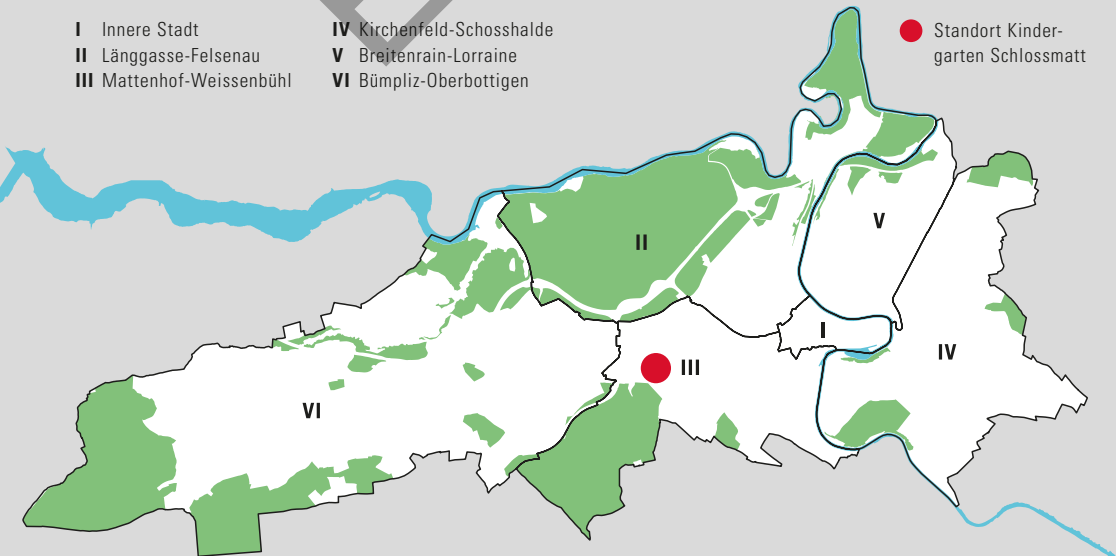 I Innere Stadt
II Länggasse-Felsenau
III Mattenhof-Weissenbühl
IV Kirchenfeld-Schosshalde
V Breitenrain-Lorraine
VI Bümpliz-Oberbottigen
Standort Kinder-
garten Schlossmatt
V
II
I
IV
III
VI